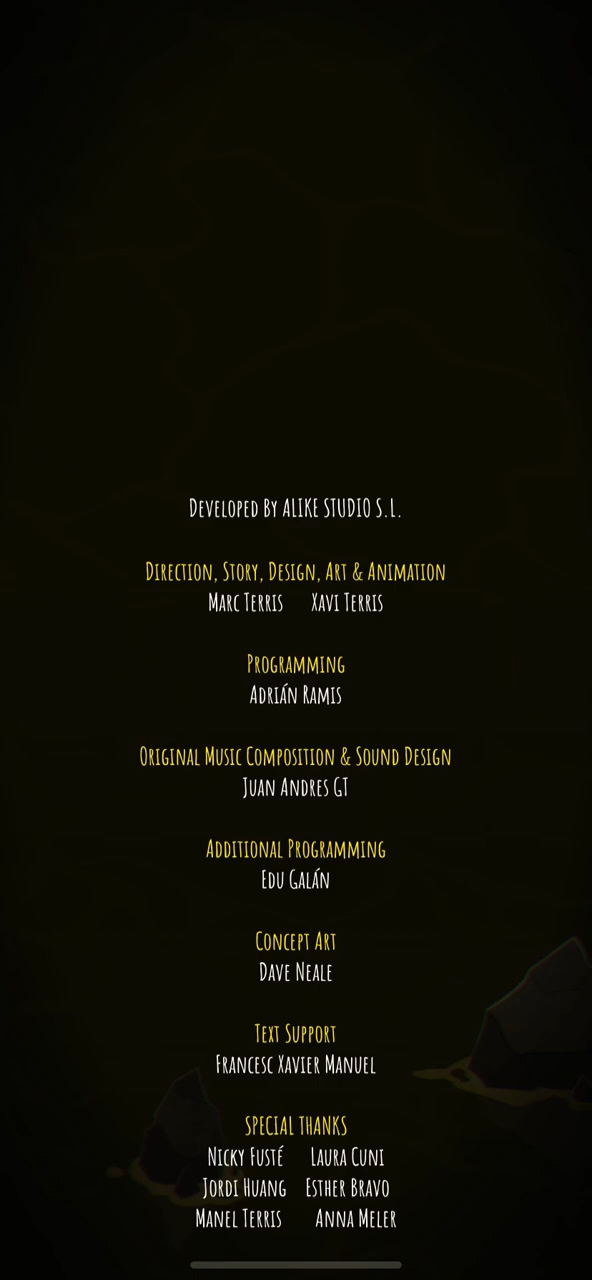 Developed By ALIKE STUDIO S.L.
Direction, Story, Design, Art & Animation
Marc Terris Xavi Terris
Programming
Adrián Ramis
Original Music Composition & Sound Design
Juan Andres GT
Additional Programming
Edu Galán
Concept Art
Dave Neale
Text Support
Francesc Xavier Manuel
SPECIAL THANKS
Nicky Fusté Laura Cuni
Jordi Huang Esther Bravo
Manel Terris Anna Meler